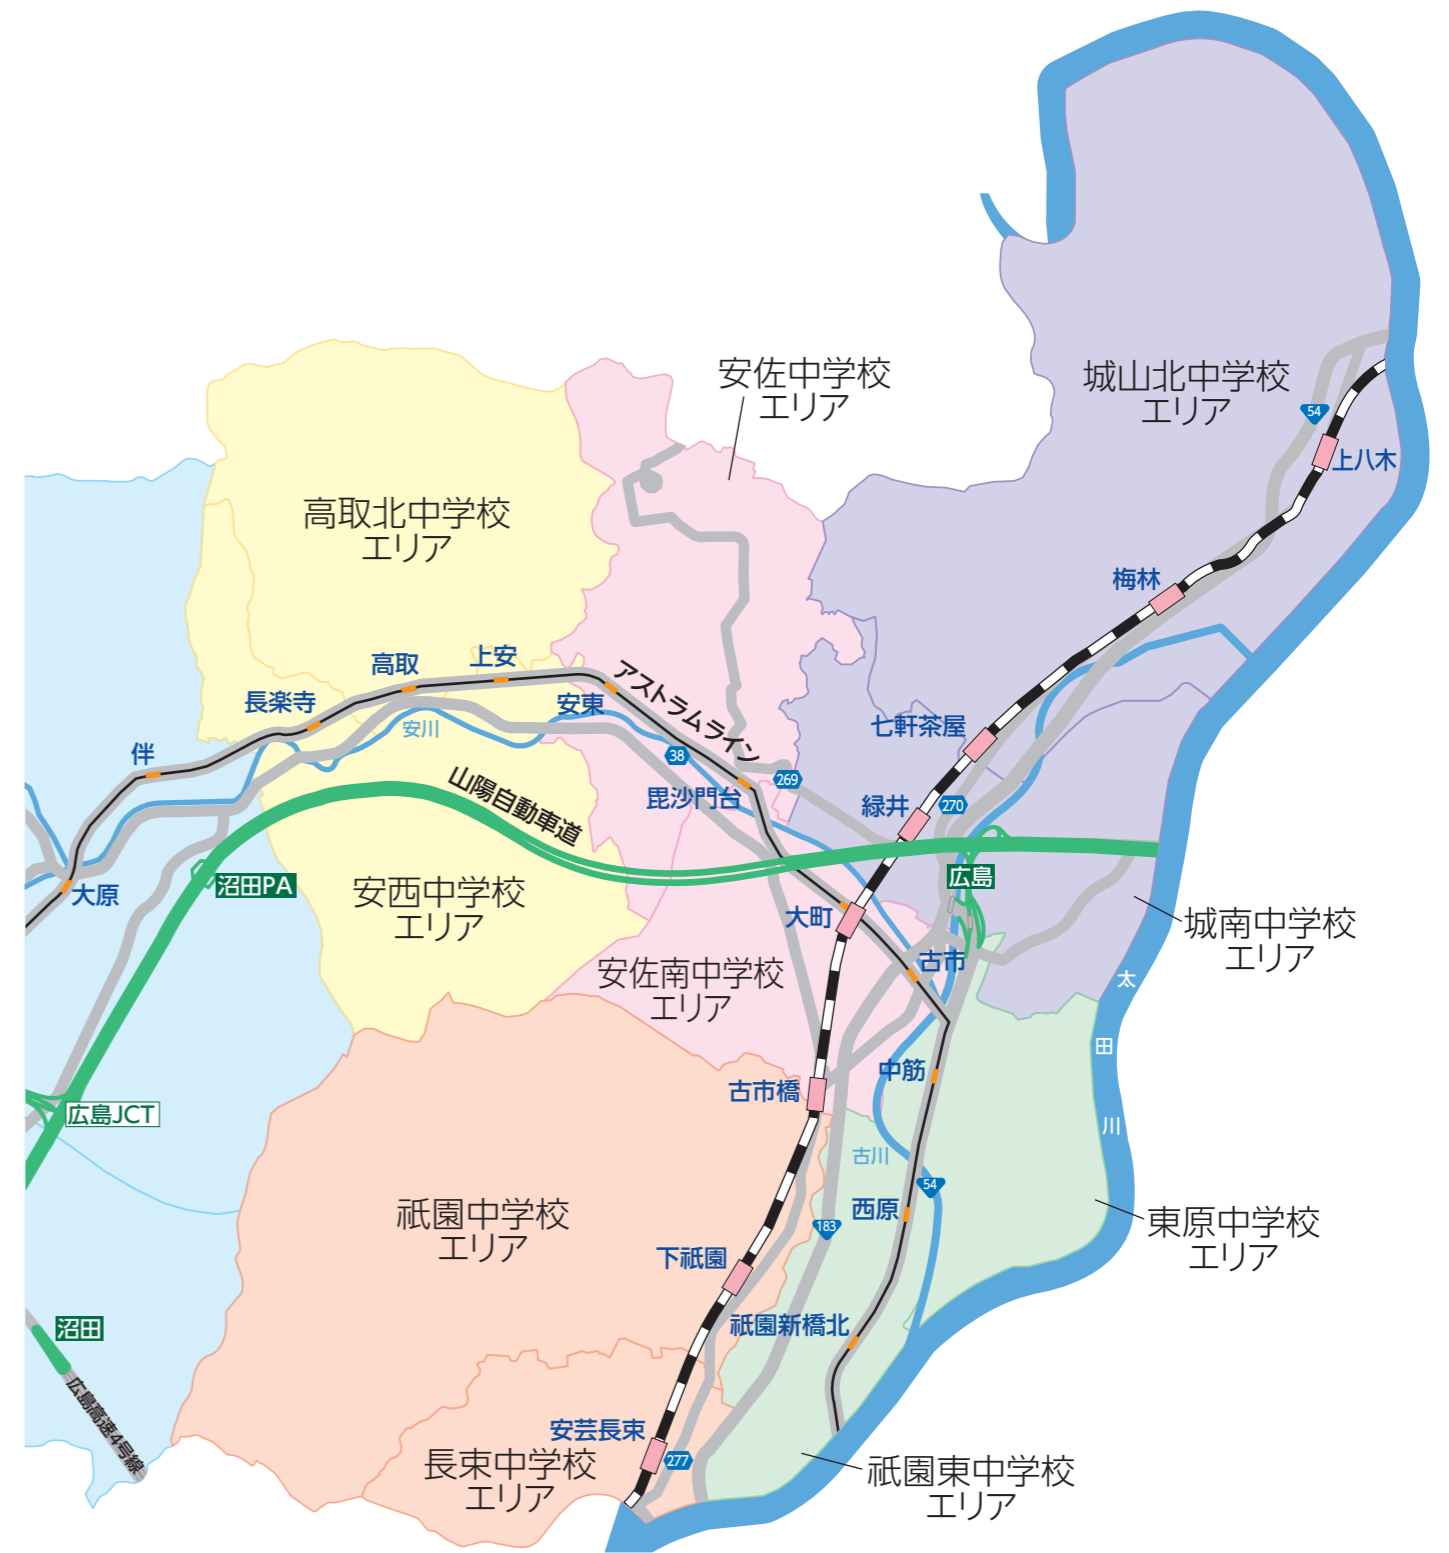 安佐中学校
エリア
城山北中学校
エリア
54
上八木
高取北中学校
エリア
梅林
高取
上安
アストラムライン
長楽寺
安東
安川
七軒茶屋
伴
38
269
毘沙門台
山陽自動車道
緑井
270
沼田PA
大原
安西中学校
エリア
広島
大町
城南中学校
エリア
古市
安佐南中学校
エリア
太
田
川
中筋
古市橋
広島JCT
古川
西原
54
祇園中学校
エリア
183
東原中学校
エリア
下祇園
沼田
祇園新橋北
広島高速4号線
安芸長束
277
長束中学校
エリア
祇園東中学校
エリア